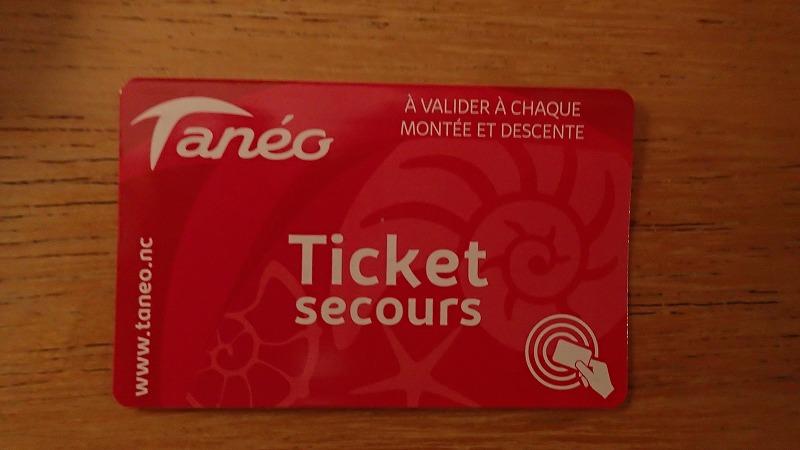 Tanéo
À VALIDER À CHAQUE
MONTÉE ET DESCENTE
Ticket
secours
www.taneo.nc